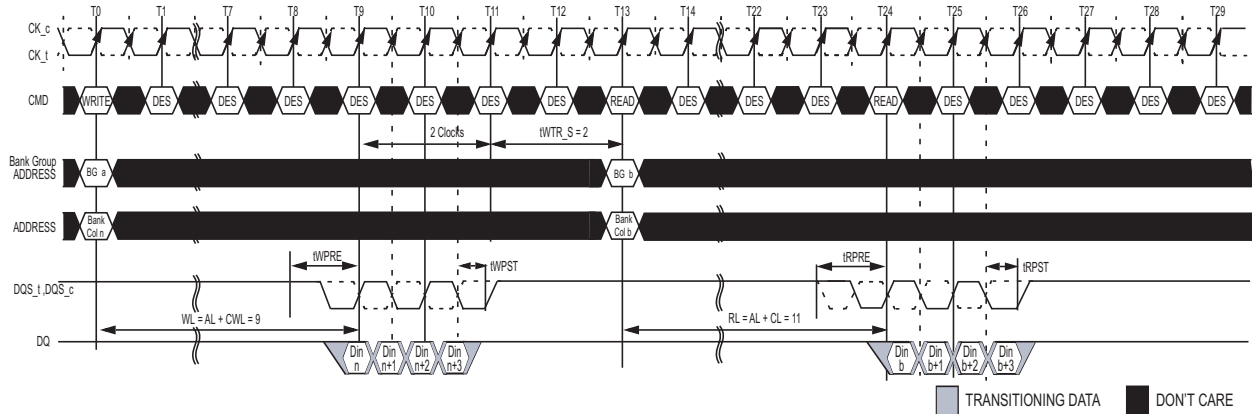 T0 T1 T7 T8 T9 T10 T11 T12 T13 T14 T22 T23 T24 T25 T26 T27 T28 T29
CK_c
CK_t
CMD WRITE DES DES DES DES DES DES DES READ DES DES DES READ DES DES DES DES DES
2 Clocks tWTR_S = 2
Bank Group
ADDRESS BG a BG b
ADDRESS Bank
Col n Bank
Col b
tWPRE tWPST tRPRE tRPST
DQS_t ,DQS_c
WL = AL + CWL = 9 RL = AL + CL = 11
DQ Din
n Din
n+1 Din
n+2 Din
n+3 Din
b Din
b+1 Din
b+2 Din
b+3
TRANSITIONING DATA DON'T CARE